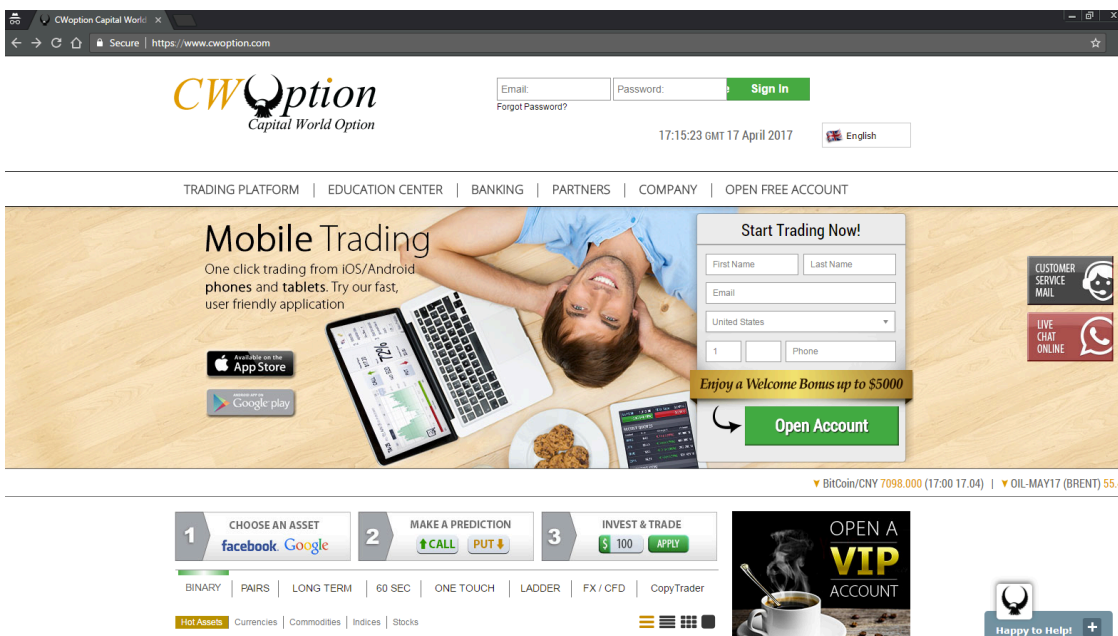 CWoption Capital World
Secure | https://www.cwoption.com
CWOption
Capital World Option
Email:
Password:
Sign In
Forgot Password?
17:15:23 GMT 17 April 2017
English
TRADING PLATFORM | EDUCATION CENTER | BANKING | PARTNERS | COMPANY | OPEN FREE ACCOUNT
Mobile Trading
One click trading from iOS/Android
phones and tablets. Try our fast,
user friendly application
Available on the
App Store
ANDROID APP ON
Google play
72%
Start Trading Now!
First Name
Last Name
Email
United States
1
Phone
Enjoy a Welcome Bonus up to $5000
Open Account
CUSTOMER
SERVICE
MAIL
LIVE
CHAT
ONLINE
▼ BitCoin/CNY 7098.000 (17:00 17.04) | ▼ OIL-MAY17 (BRENT) 55.
1
CHOOSE AN ASSET
facebook. Google
2
MAKE A PREDICTION
CALL PUT
3
INVEST & TRADE
$ 100 APPLY
BINARY | PAIRS | LONG TERM | 60 SEC | ONE TOUCH | LADDER | FX / CFD | CopyTrader
Hot Assets | Currencies | Commodities | Indices | Stocks
OPEN A
VIP
ACCOUNT
Happy to Help!